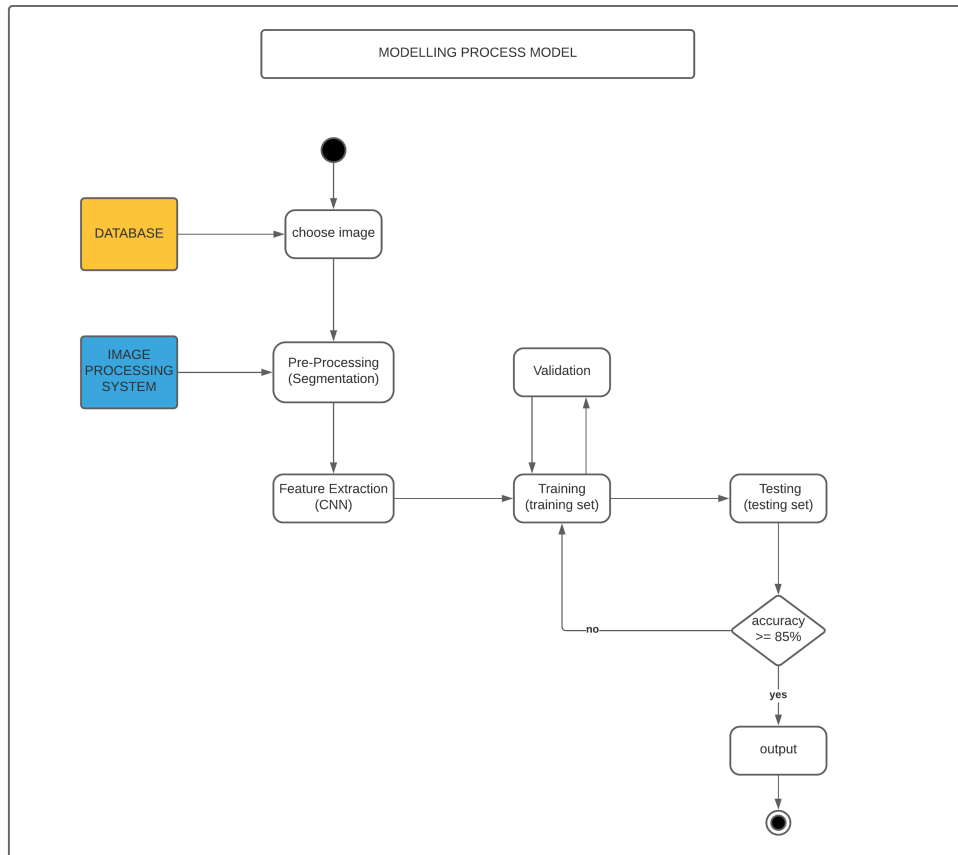 MODELLING PROCESS MODEL
DATABASE
choose image
IMAGE
PROCESSING
SYSTEM
Pre-Processing
(Segmentation)
Validation
Feature Extraction
(CNN)
Training
(training set)
Testing
(testing set)
accuracy
>= 85%
no
yes
output